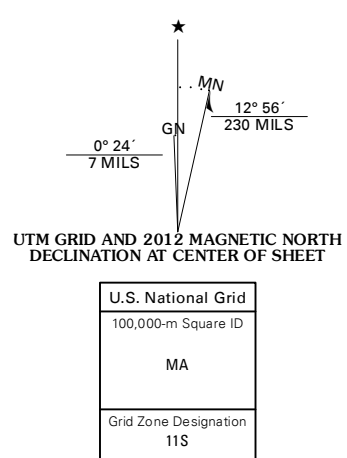 ★
MN
GN
12° 56´
230 MILS
0° 24´
7 MILS
UTM GRID AND 2012 MAGNETIC NORTH
DECLINATION AT CENTER OF SHEET
U.S. National Grid
100,000-m Square ID
MA
Grid Zone Designation
11S